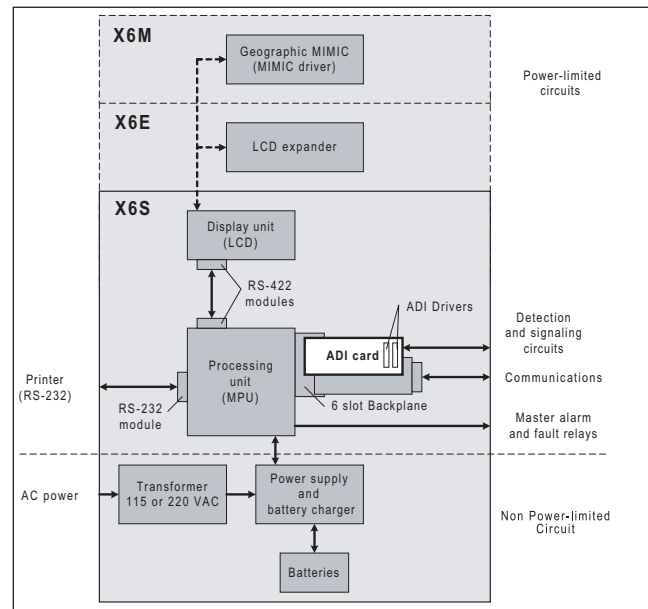 X6M
Geographic MIMIC
(MIMIC driver)
Power-limited
circuits
X6E
LCD expander
X6S
Display unit
(LCD)
RS-422
modules
ADI Drivers
ADI card
Detection
and signaling
circuits
Processing
unit
(MPU)
Communications
Printer
(RS-232)
RS-232
module
6 slot Backplane
Master alarm
and fault relays
AC power
Transformer
115 or 220 VAC
Power supply
and
battery charger
Non Power-limited
Circuit
Batteries